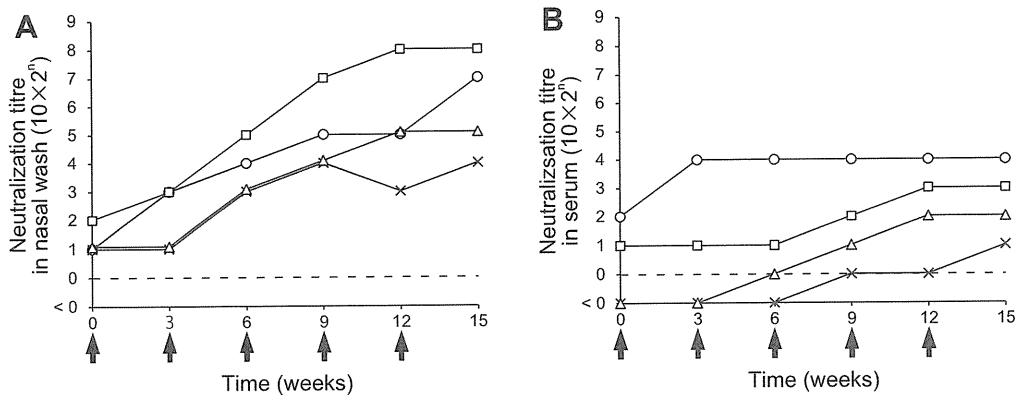 A
Neutralization titre
in nasal wash (10×2ⁿ)
9
8
7
6
5
4
3
2
1
0
< 0
0 3 6 9 12 15
Time (weeks)
B
Neutralizsation titre
in serum (10×2ⁿ)
9
8
7
6
5
4
3
2
1
0
< 0
0 3 6 9 12 15
Time (weeks)